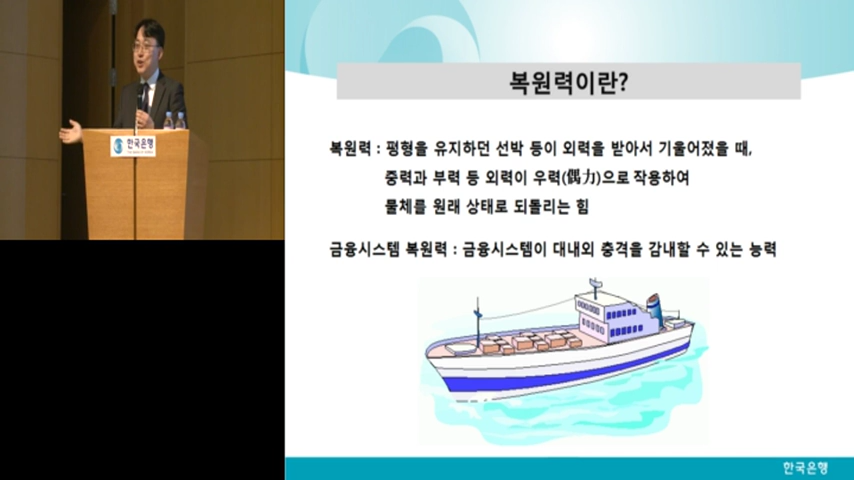 복원력이란?
복원력 : 평형을 유지하던 선박 등이 외력을 받아서 기울어졌을 때,
중력과 부력 등 외력이 우력(偶力)으로 작용하여
물체를 원래 상태로 되돌리는 힘
금융시스템 복원력 : 금융시스템이 대내외 충격을 감내할 수 있는 능력
한국은행
한국은행